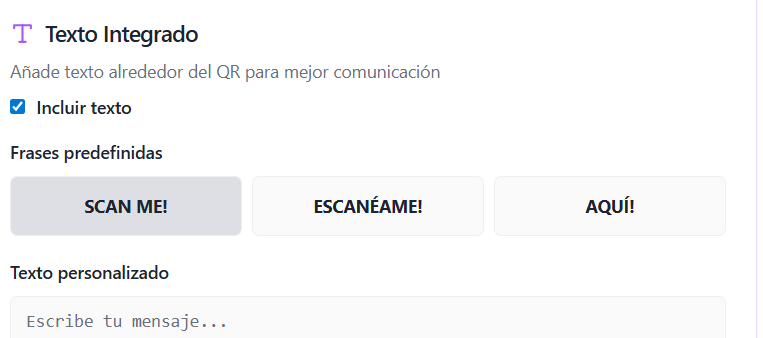 Texto Integrado
Añade texto alrededor del QR para mejor comunicación
Incluir texto
Frases predefinidas
SCAN ME!
ESCANÉAME!
AQUÍ!
Texto personalizado
Escribe tu mensaje...